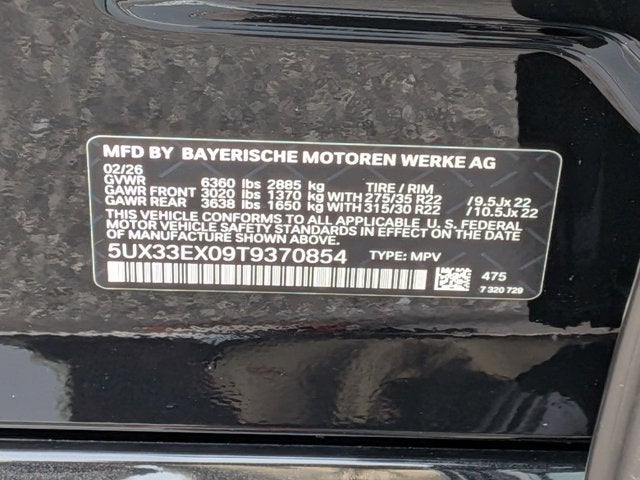 MFD BY BAYERISCHE MOTOREN WERKE AG
02/26
GVWR 6360 lbs 2885 kg TIRE / RIM
GAWR FRONT 3020 lbs 1370 kg WITH 275/35 R22 / 9.5Jx 22
GAWR REAR 3638 lbs 1650 kg WITH 315/30 R22 / 10.5Jx 22
THIS VEHICLE CONFORMS TO ALL APPLICABLE U.S. FEDERAL
MOTOR VEHICLE SAFETY STANDARDS IN EFFECT ON THE DATE
OF MANUFACTURE SHOWN ABOVE.
5UX33EX09T9370854 TYPE: MPV
475
7 320 729